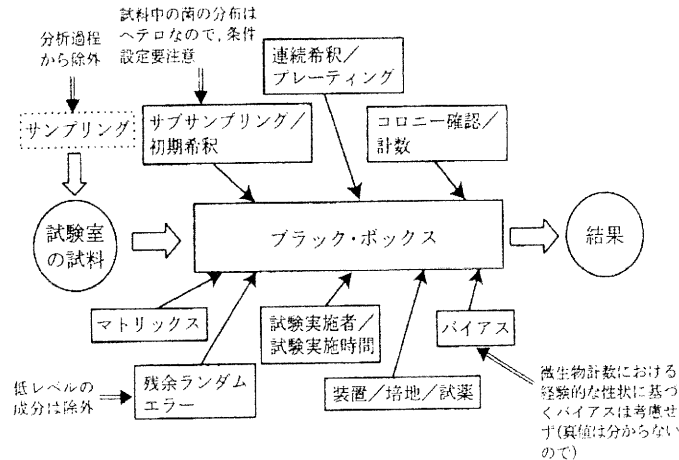 分析過程
から除外
試料中の菌の分布は
ヘテロなので，条件
設定要注意
連続希釈／
プレーティング
サンプリング
サブサンプリング／
初期希釈
コロニー確認／
計数
試験室
の試料
ブラック・ボックス
結果
マトリックス
試験実施者／
試験実施時間
バイアス
低レベルの
成分は除外
残余ランダム
エラー
装置／培地／試薬
微生物計数における
経験的な性状に基づ
くバイアスは考慮せ
ず(真値は分からない
ので)